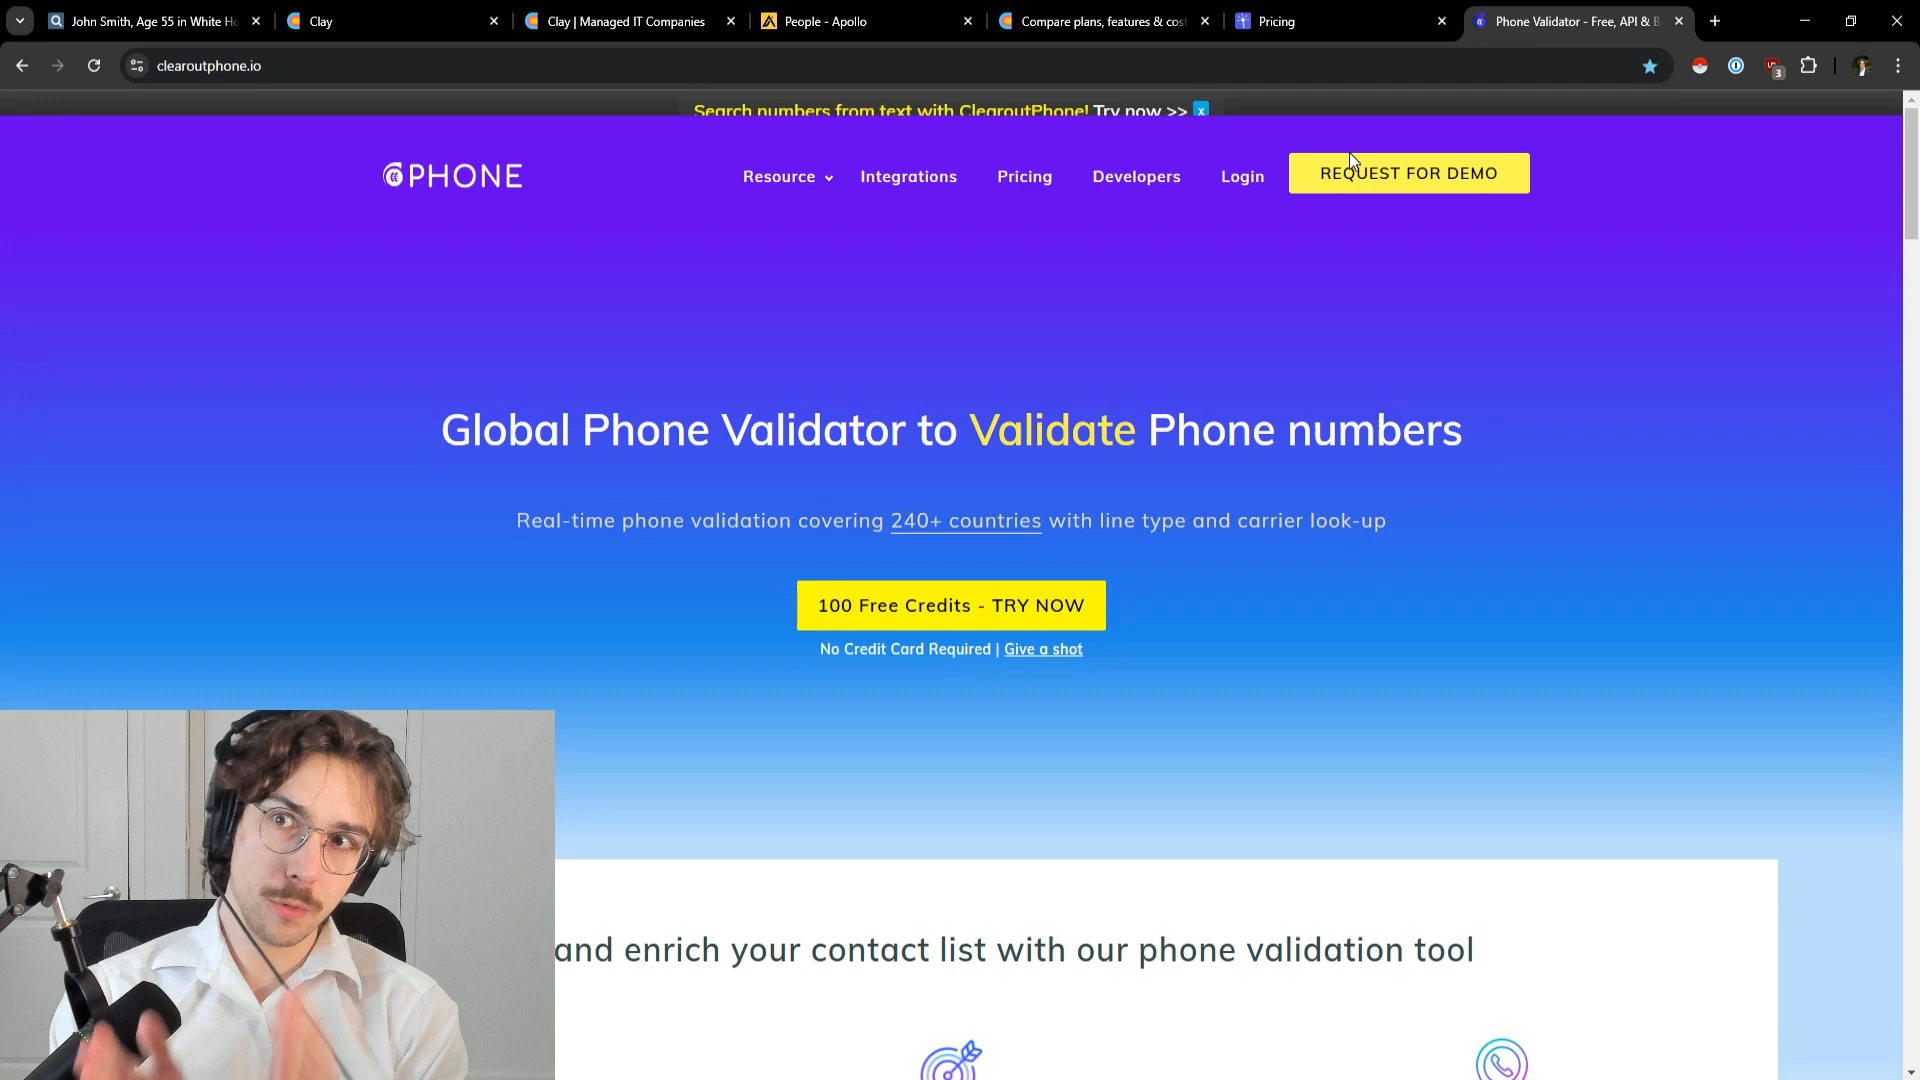 John Smith, Age 55 in White Ho
Clay
Clay | Managed IT Companies
People - Apollo
Compare plans, features & cos
Pricing
Phone Validator - Free, API & B
clearoutphone.io
3
Search numbers from text with ClearoutPhone! Try now >> x
PHONE
Resource
Integrations
Pricing
Developers
Login
REQUEST FOR DEMO
Global Phone Validator to Validate Phone numbers
Real-time phone validation covering 240+ countries with line type and carrier look-up
100 Free Credits - TRY NOW
No Credit Card Required | Give a shot
and enrich your contact list with our phone validation tool